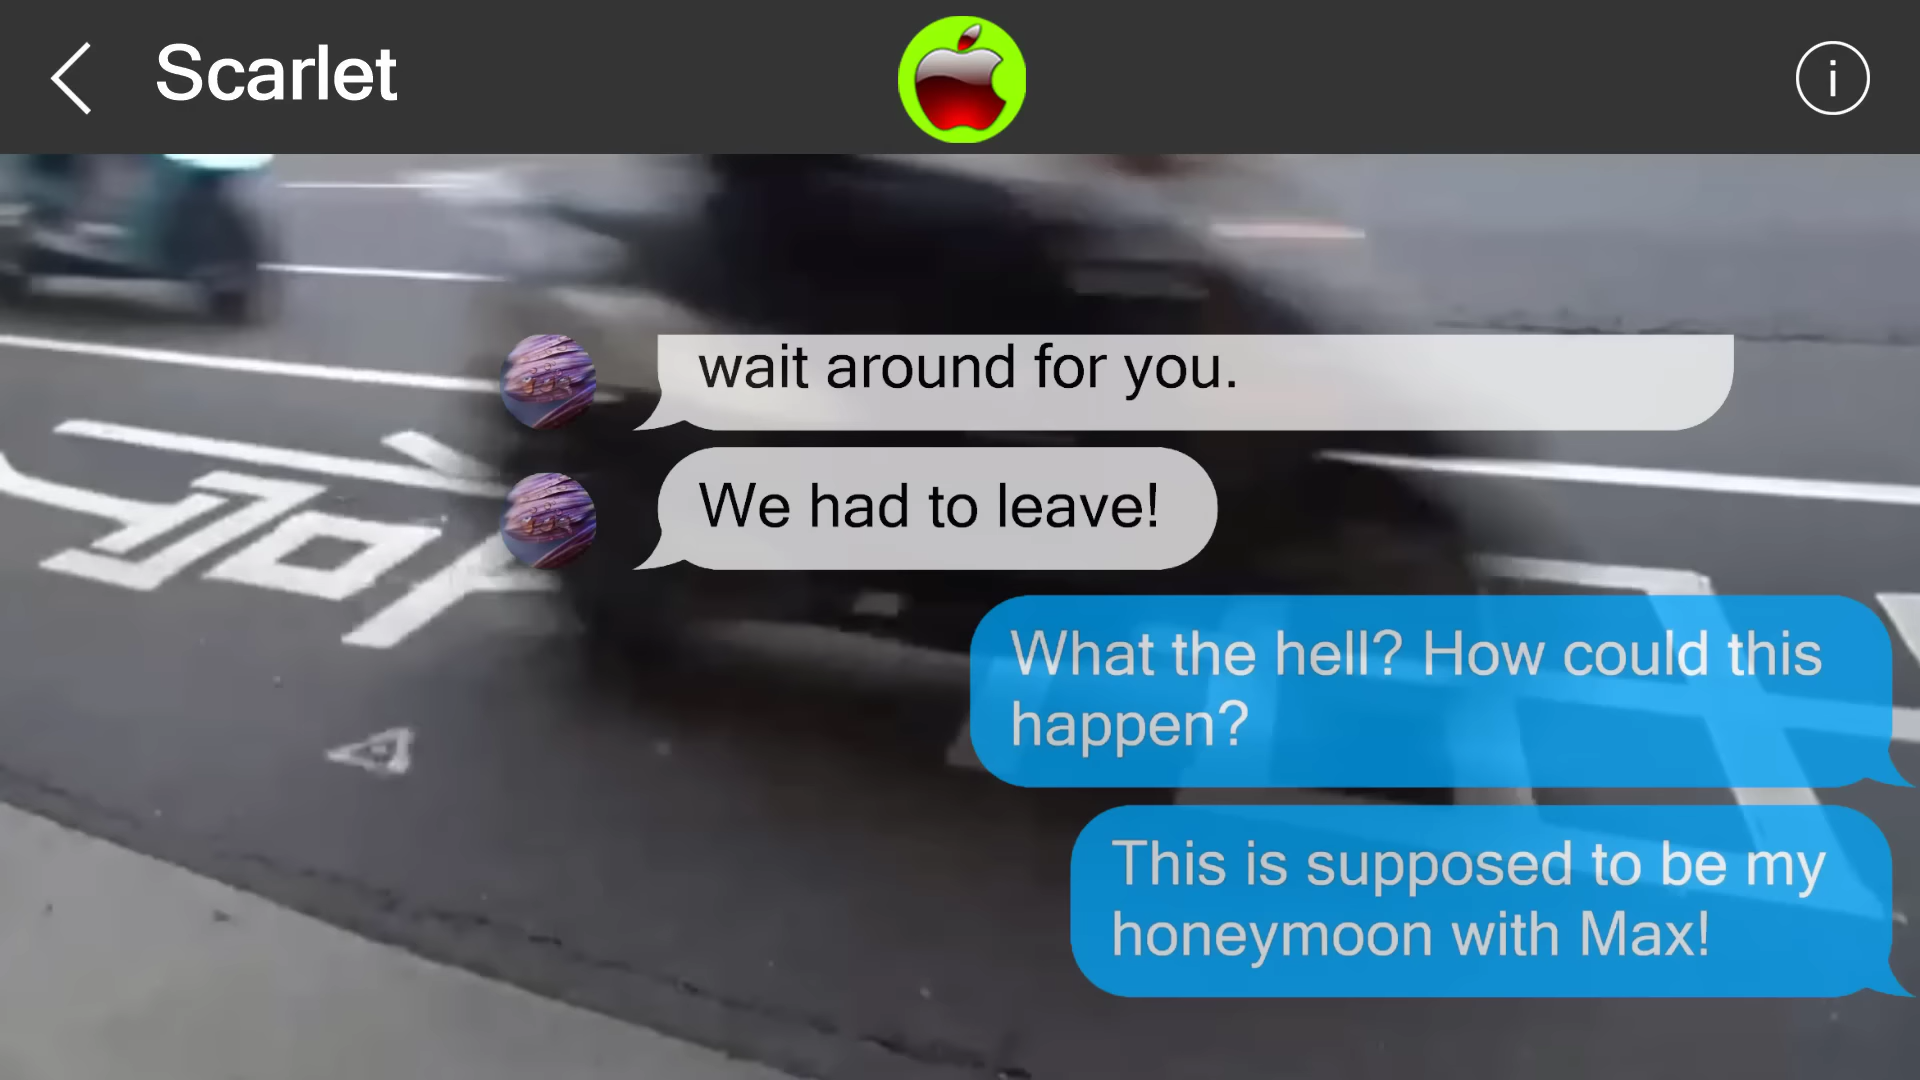 Scarlet
i
wait around for you.
We had to leave!
What the hell? How could this
happen?
This is supposed to be my
honeymoon with Max!